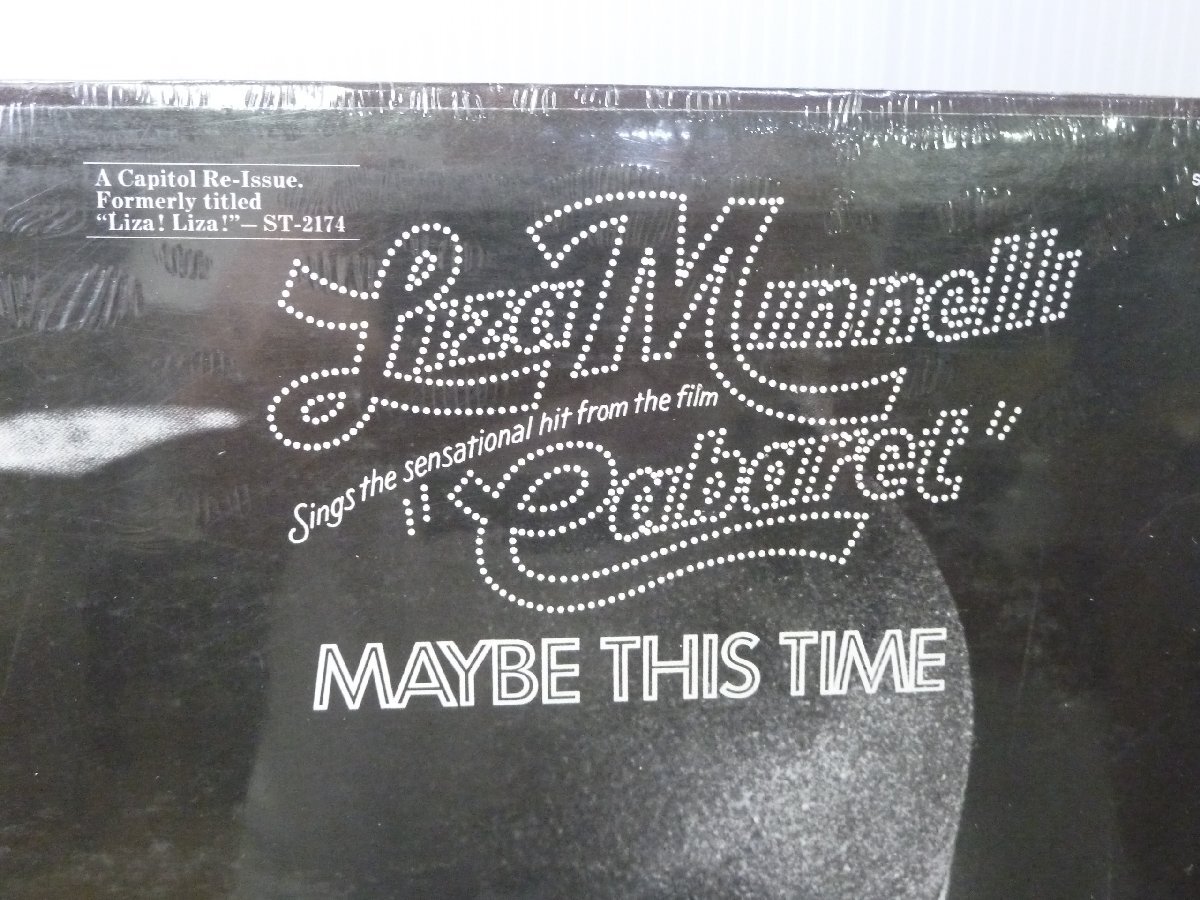 A Capitol Re-Issue.
Formerly titled
“Liza! Liza!”— ST-2174
Liza Minnelli
Sings the sensational hit from the film
"Cabaret"
MAYBE THIS TIME